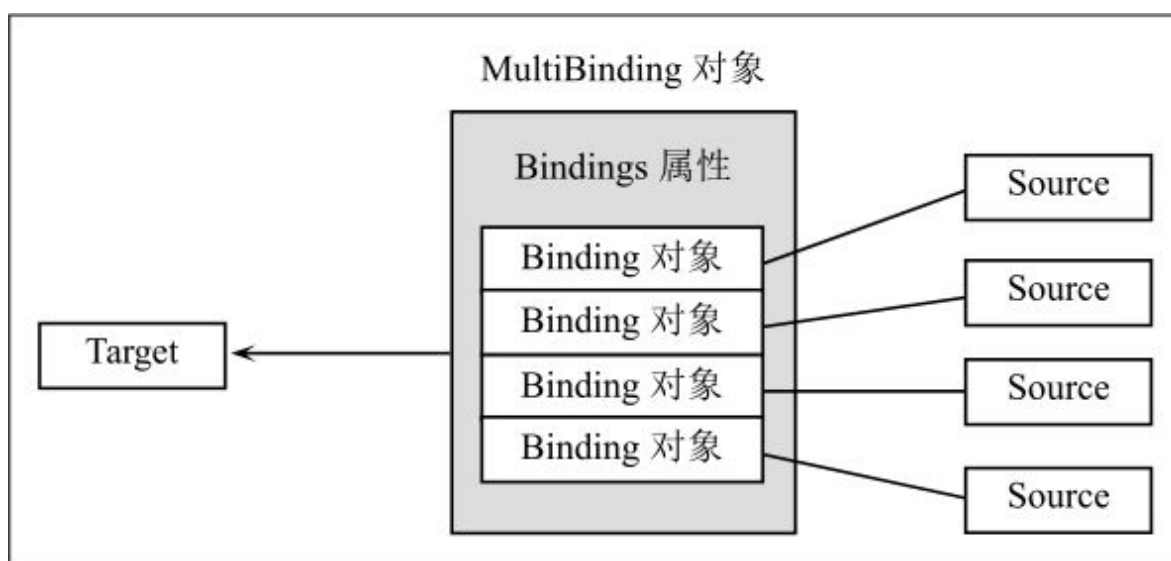 MultiBinding 对象
Bindings 属性
Binding 对象
Binding 对象
Binding 对象
Binding 对象
Target
Source
Source
Source
Source